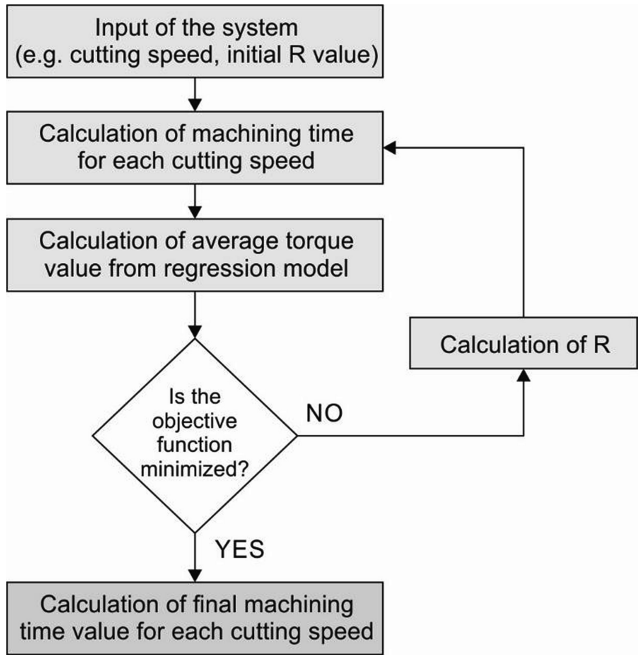 Input of the system
(e.g. cutting speed, initial R value)
Calculation of machining time
for each cutting speed
Calculation of average torque
value from regression model
Calculation of R
Is the
objective
function
minimized?
NO
YES
Calculation of final machining
time value for each cutting speed